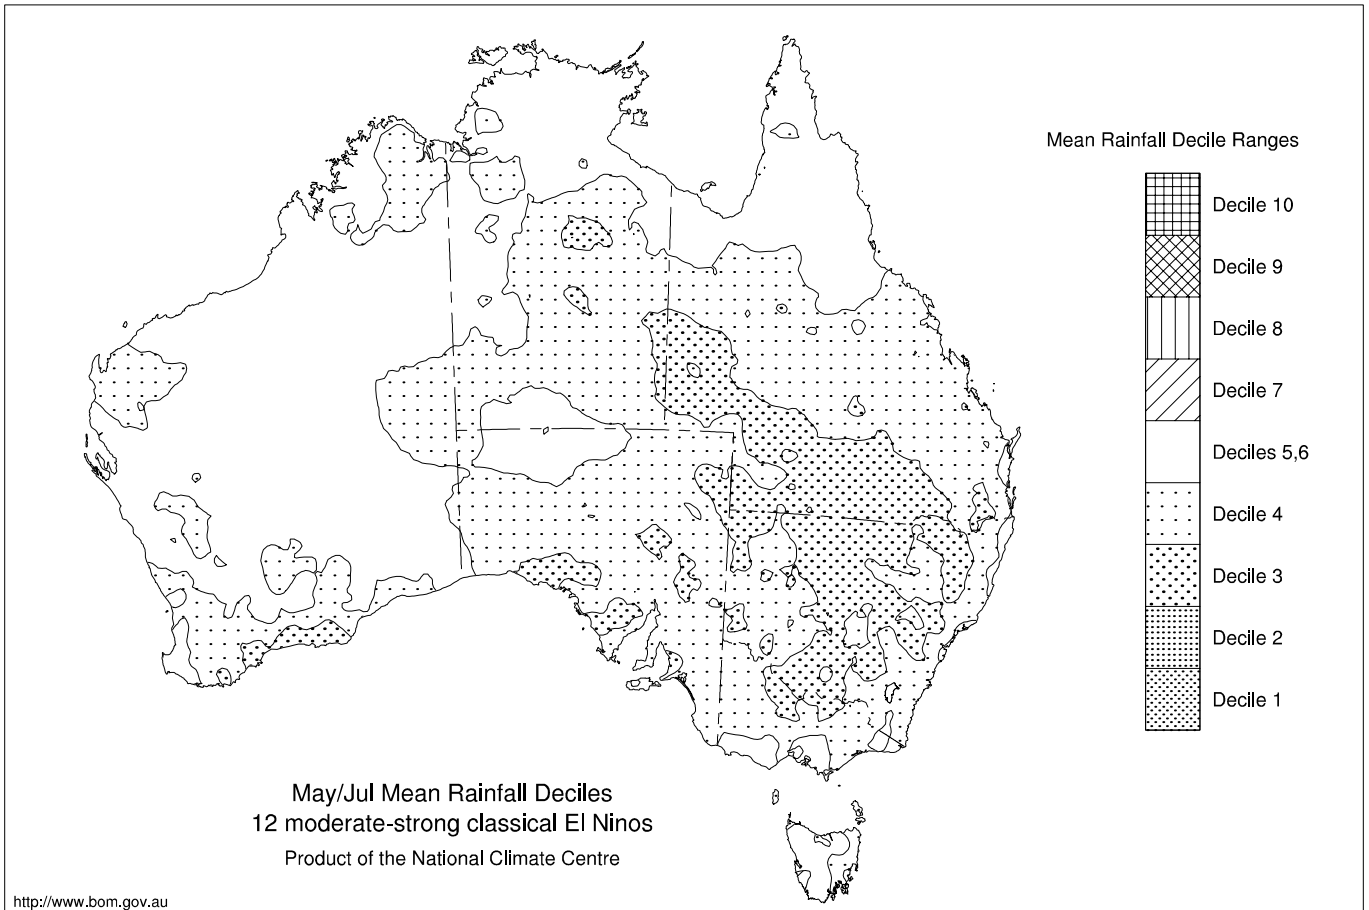 Mean Rainfall Decile Ranges
Decile 10
Decile 9
Decile 8
Decile 7
Deciles 5,6
Decile 4
Decile 3
Decile 2
Decile 1
May/Jul Mean Rainfall Deciles
12 moderate-strong classical El Ninos
Product of the National Climate Centre
http://www.bom.gov.au